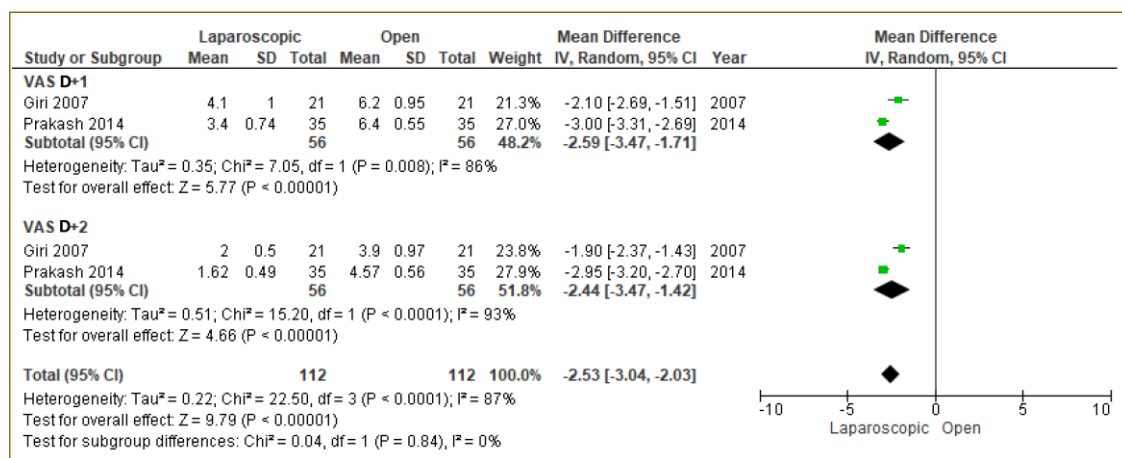 Laparoscopic Open Mean Difference Mean Difference
Study or Subgroup Mean SD Total Mean SD Total Weight IV, Random, 95% CI Year IV, Random, 95% CI
VAS D+1
Giri 2007 4.1 1 21 6.2 0.95 21 21.3% -2.10 [-2.69, -1.51] 2007
Prakash 2014 3.4 0.74 35 6.4 0.55 35 27.0% -3.00 [-3.31, -2.69] 2014
Subtotal (95% CI) 56 56 48.2% -2.59 [-3.47, -1.71]
Heterogeneity: Tau² = 0.35; Chi² = 7.05, df = 1 (P = 0.008); I² = 86%
Test for overall effect: Z = 5.77 (P < 0.00001)
VAS D+2
Giri 2007 2 0.5 21 3.9 0.97 21 23.8% -1.90 [-2.37, -1.43] 2007
Prakash 2014 1.62 0.49 35 4.57 0.56 35 27.9% -2.95 [-3.20, -2.70] 2014
Subtotal (95% CI) 56 56 51.8% -2.44 [-3.47, -1.42]
Heterogeneity: Tau² = 0.51; Chi² = 15.20, df = 1 (P < 0.0001); I² = 93%
Test for overall effect: Z = 4.66 (P < 0.00001)
Total (95% CI) 112 112 100.0% -2.53 [-3.04, -2.03]
Heterogeneity: Tau² = 0.22; Chi² = 22.50, df = 3 (P < 0.0001); I² = 87%
Test for overall effect: Z = 9.79 (P < 0.00001)
Test for subgroup differences: Chi² = 0.04, df = 1 (P = 0.84), I² = 0%
-10 -5 0 5 10
Laparoscopic Open